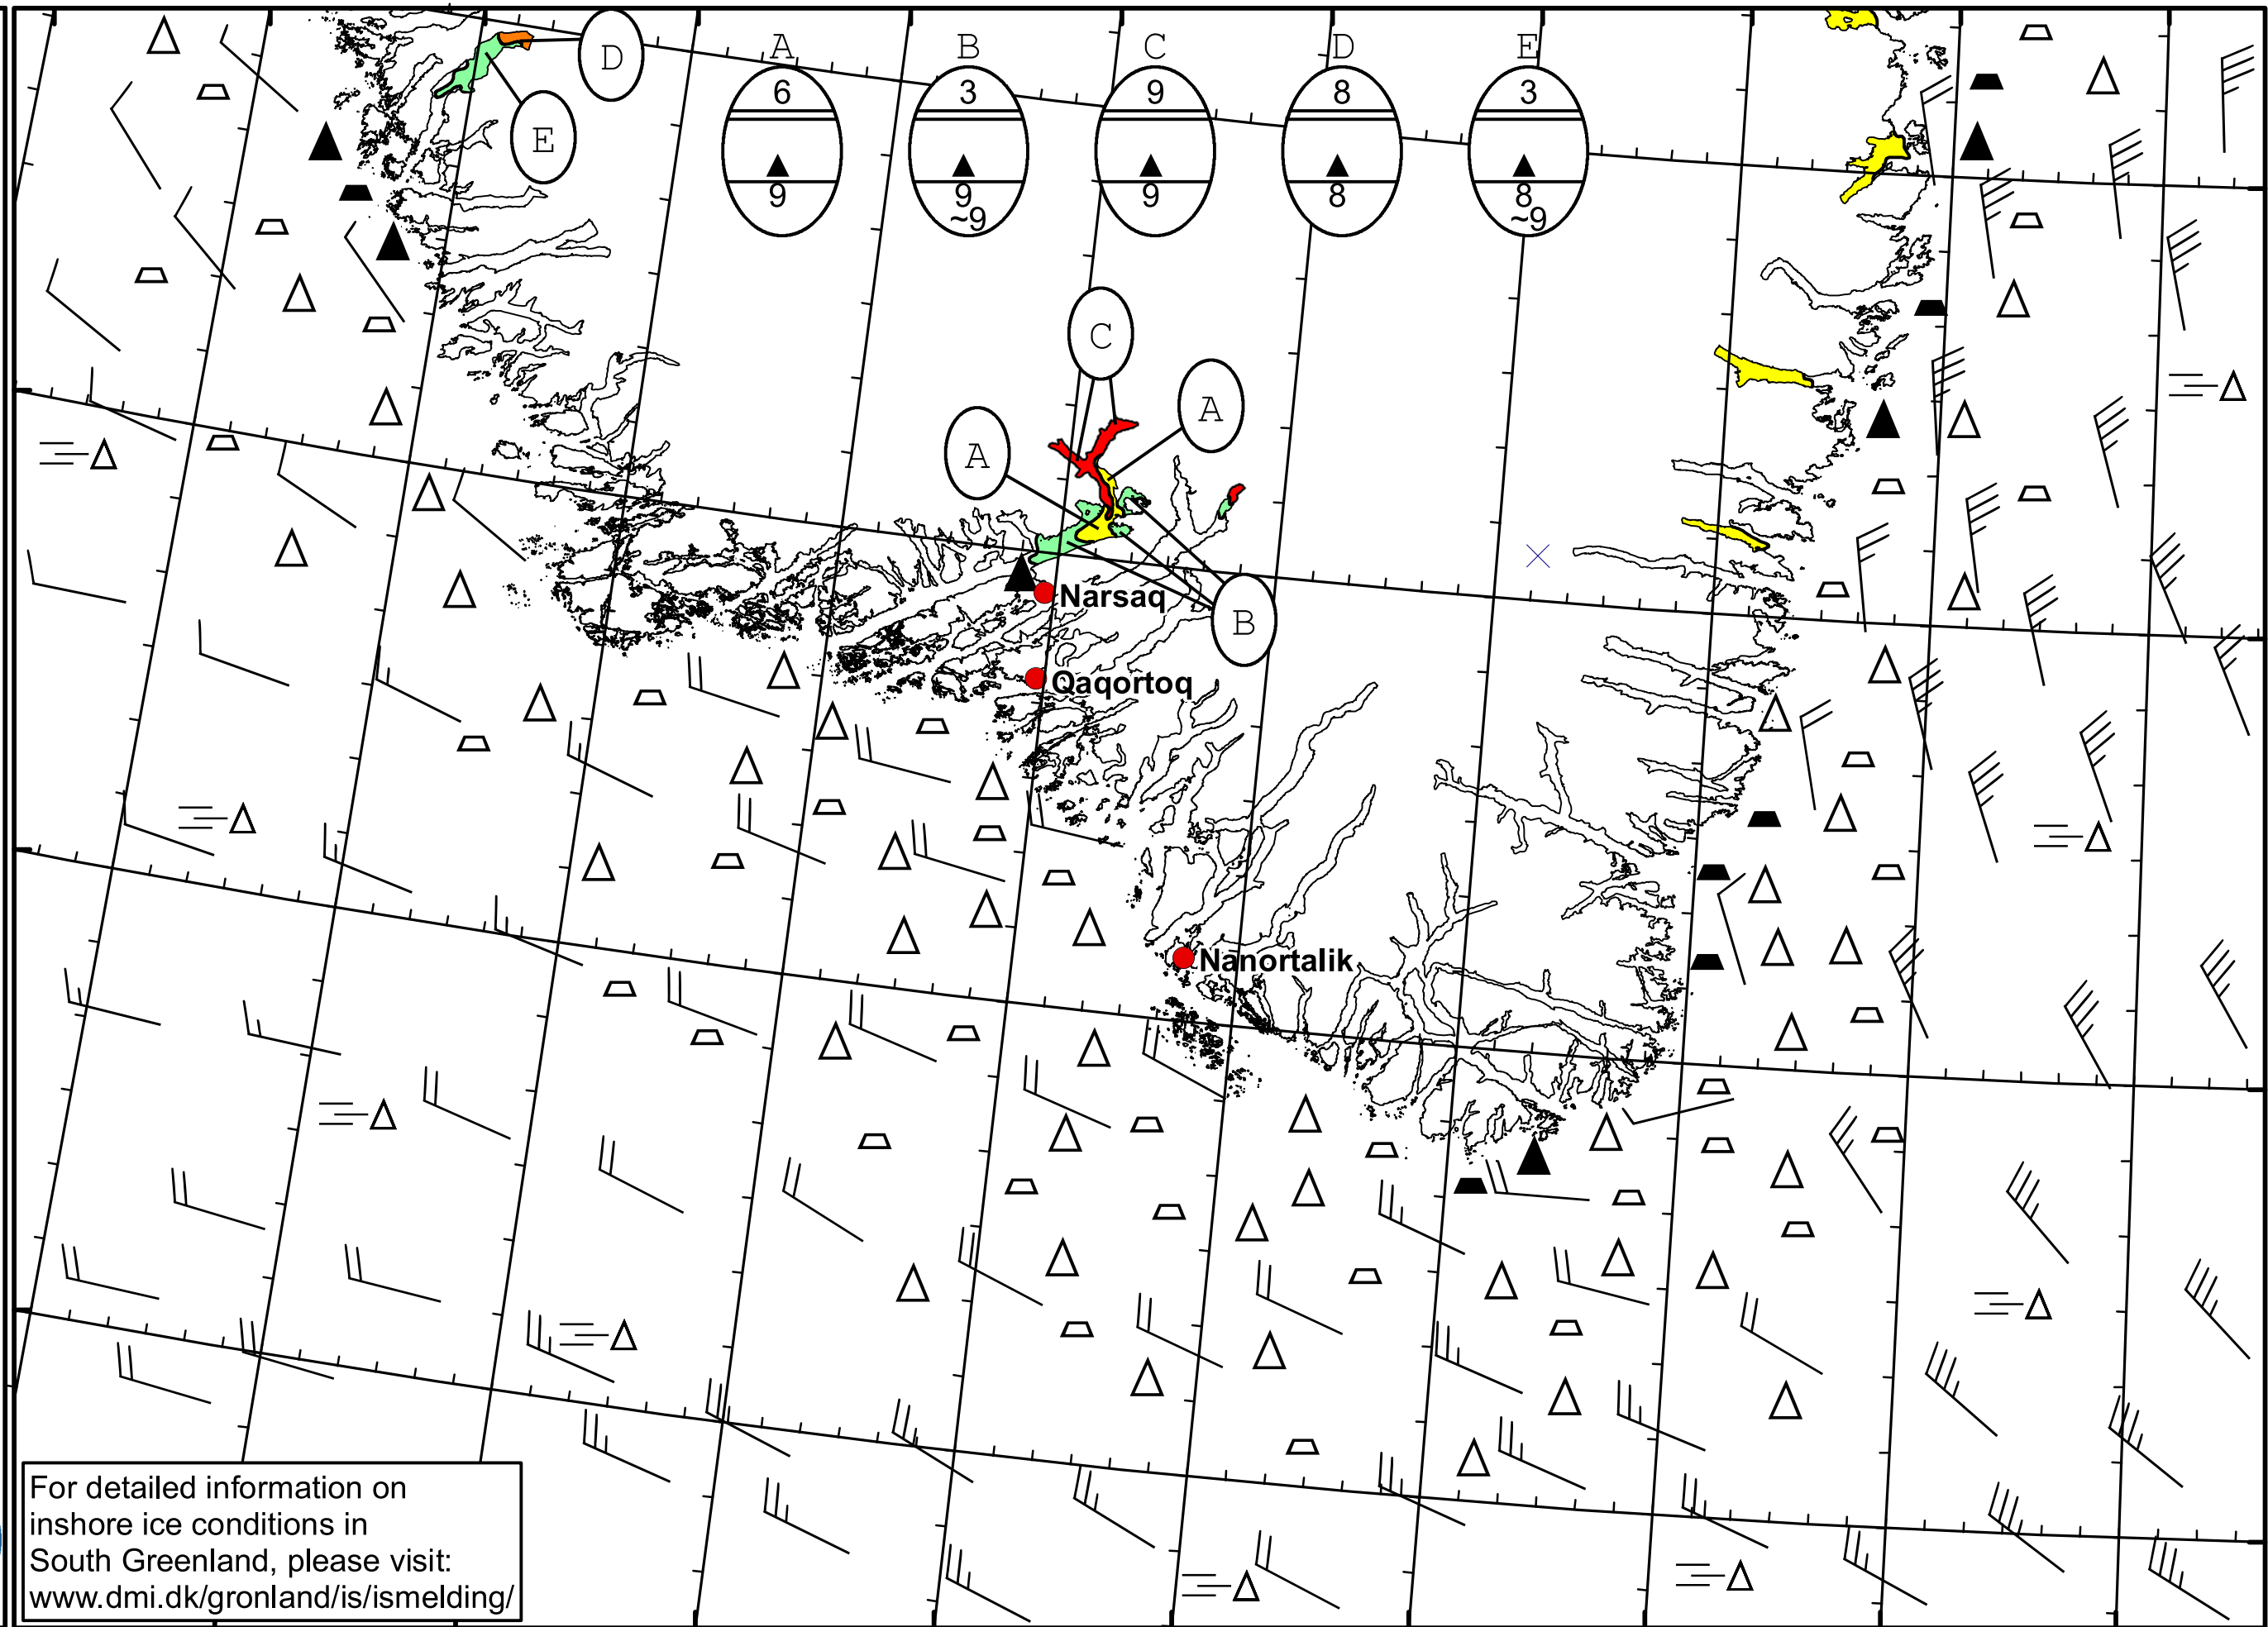 A B C D E
6 3 9 8 3
9 9 9 8 8
~9 ~9
D
E
C
A
A
B
Narsaq
Qaqortoq
Nanortalik
For detailed information on
inshore ice conditions in
South Greenland, please visit:
www.dmi.dk/gronland/is/ismelding/